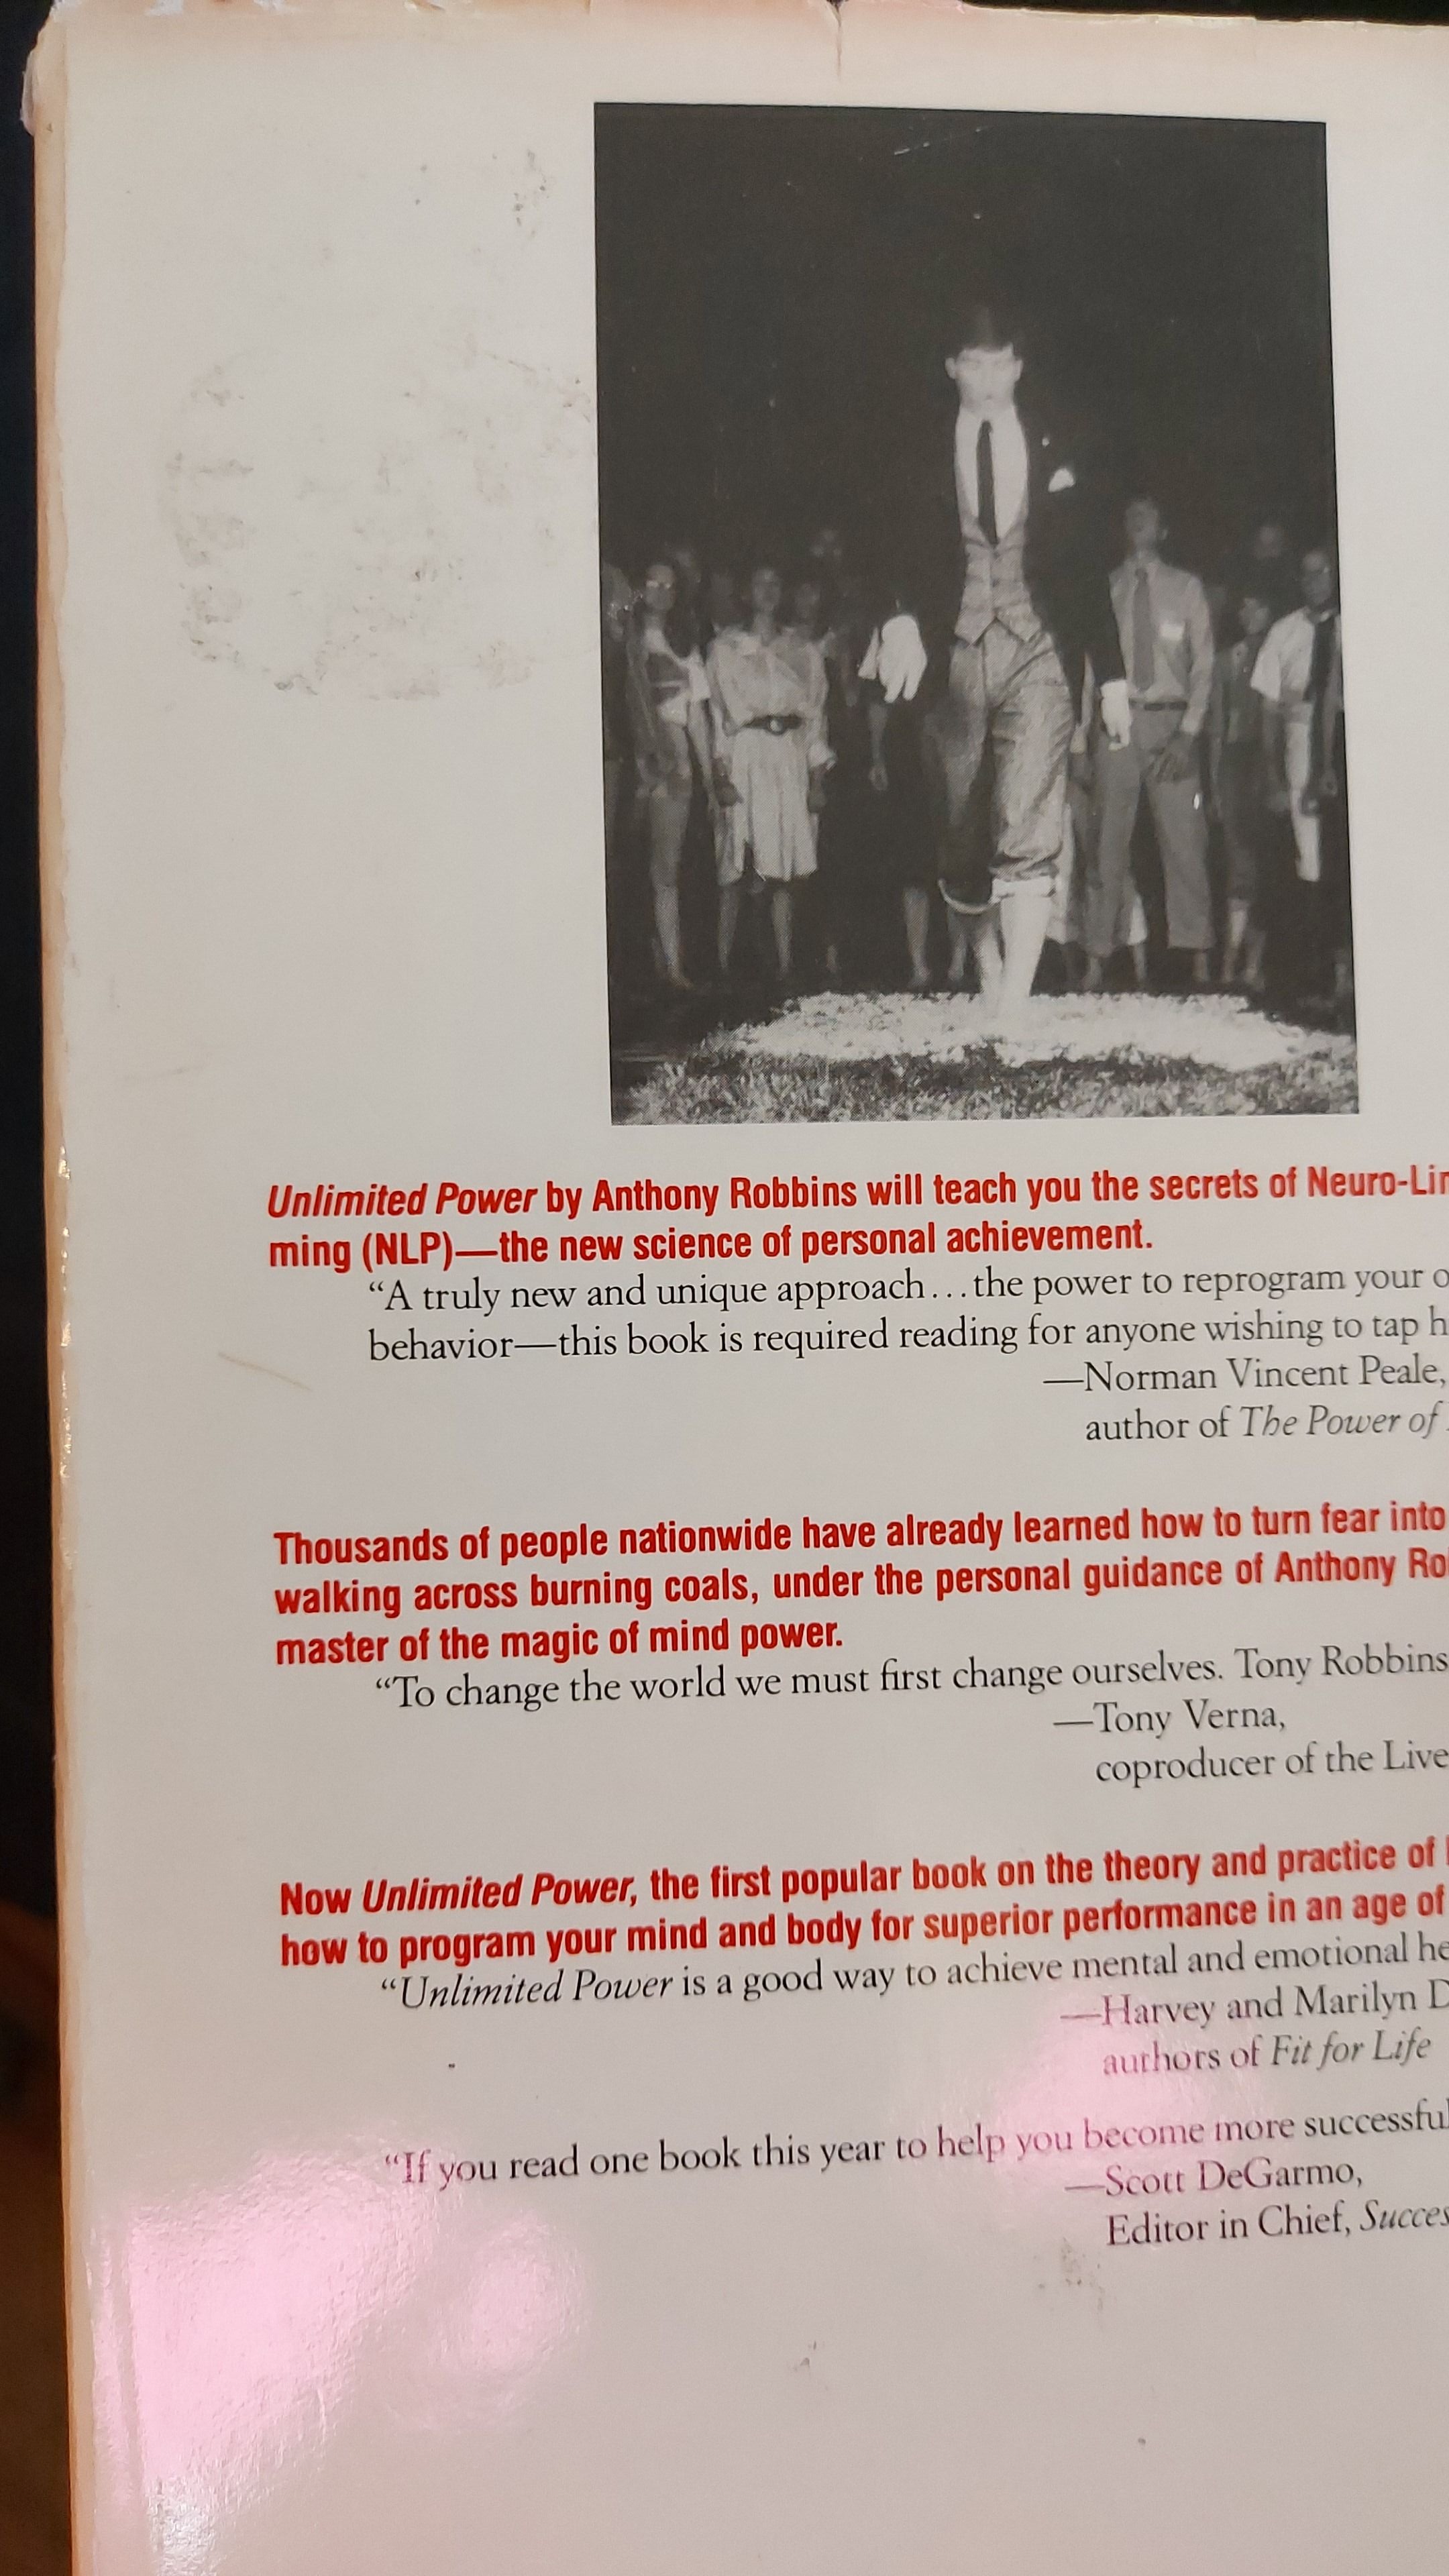 Unlimited Power by Anthony Robbins will teach you the secrets of Neuro-Lin
ming (NLP)—the new science of personal achievement.
“A truly new and unique approach...the power to reprogram your o
behavior—this book is required reading for anyone wishing to tap h
—Norman Vincent Peale,
author of The Power of
Thousands of people nationwide have already learned how to turn fear into
walking across burning coals, under the personal guidance of Anthony Rob
master of the magic of mind power.
“To change the world we must first change ourselves. Tony Robbins
—Tony Verna,
coproducer of the Live
Now Unlimited Power, the first popular book on the theory and practice of
how to program your mind and body for superior performance in an age of
“Unlimited Power is a good way to achieve mental and emotional he
—Harvey and Marilyn D
authors of Fit for Life
“If you read one book this year to help you become more successful
—Scott DeGarmo,
Editor in Chief, Succes